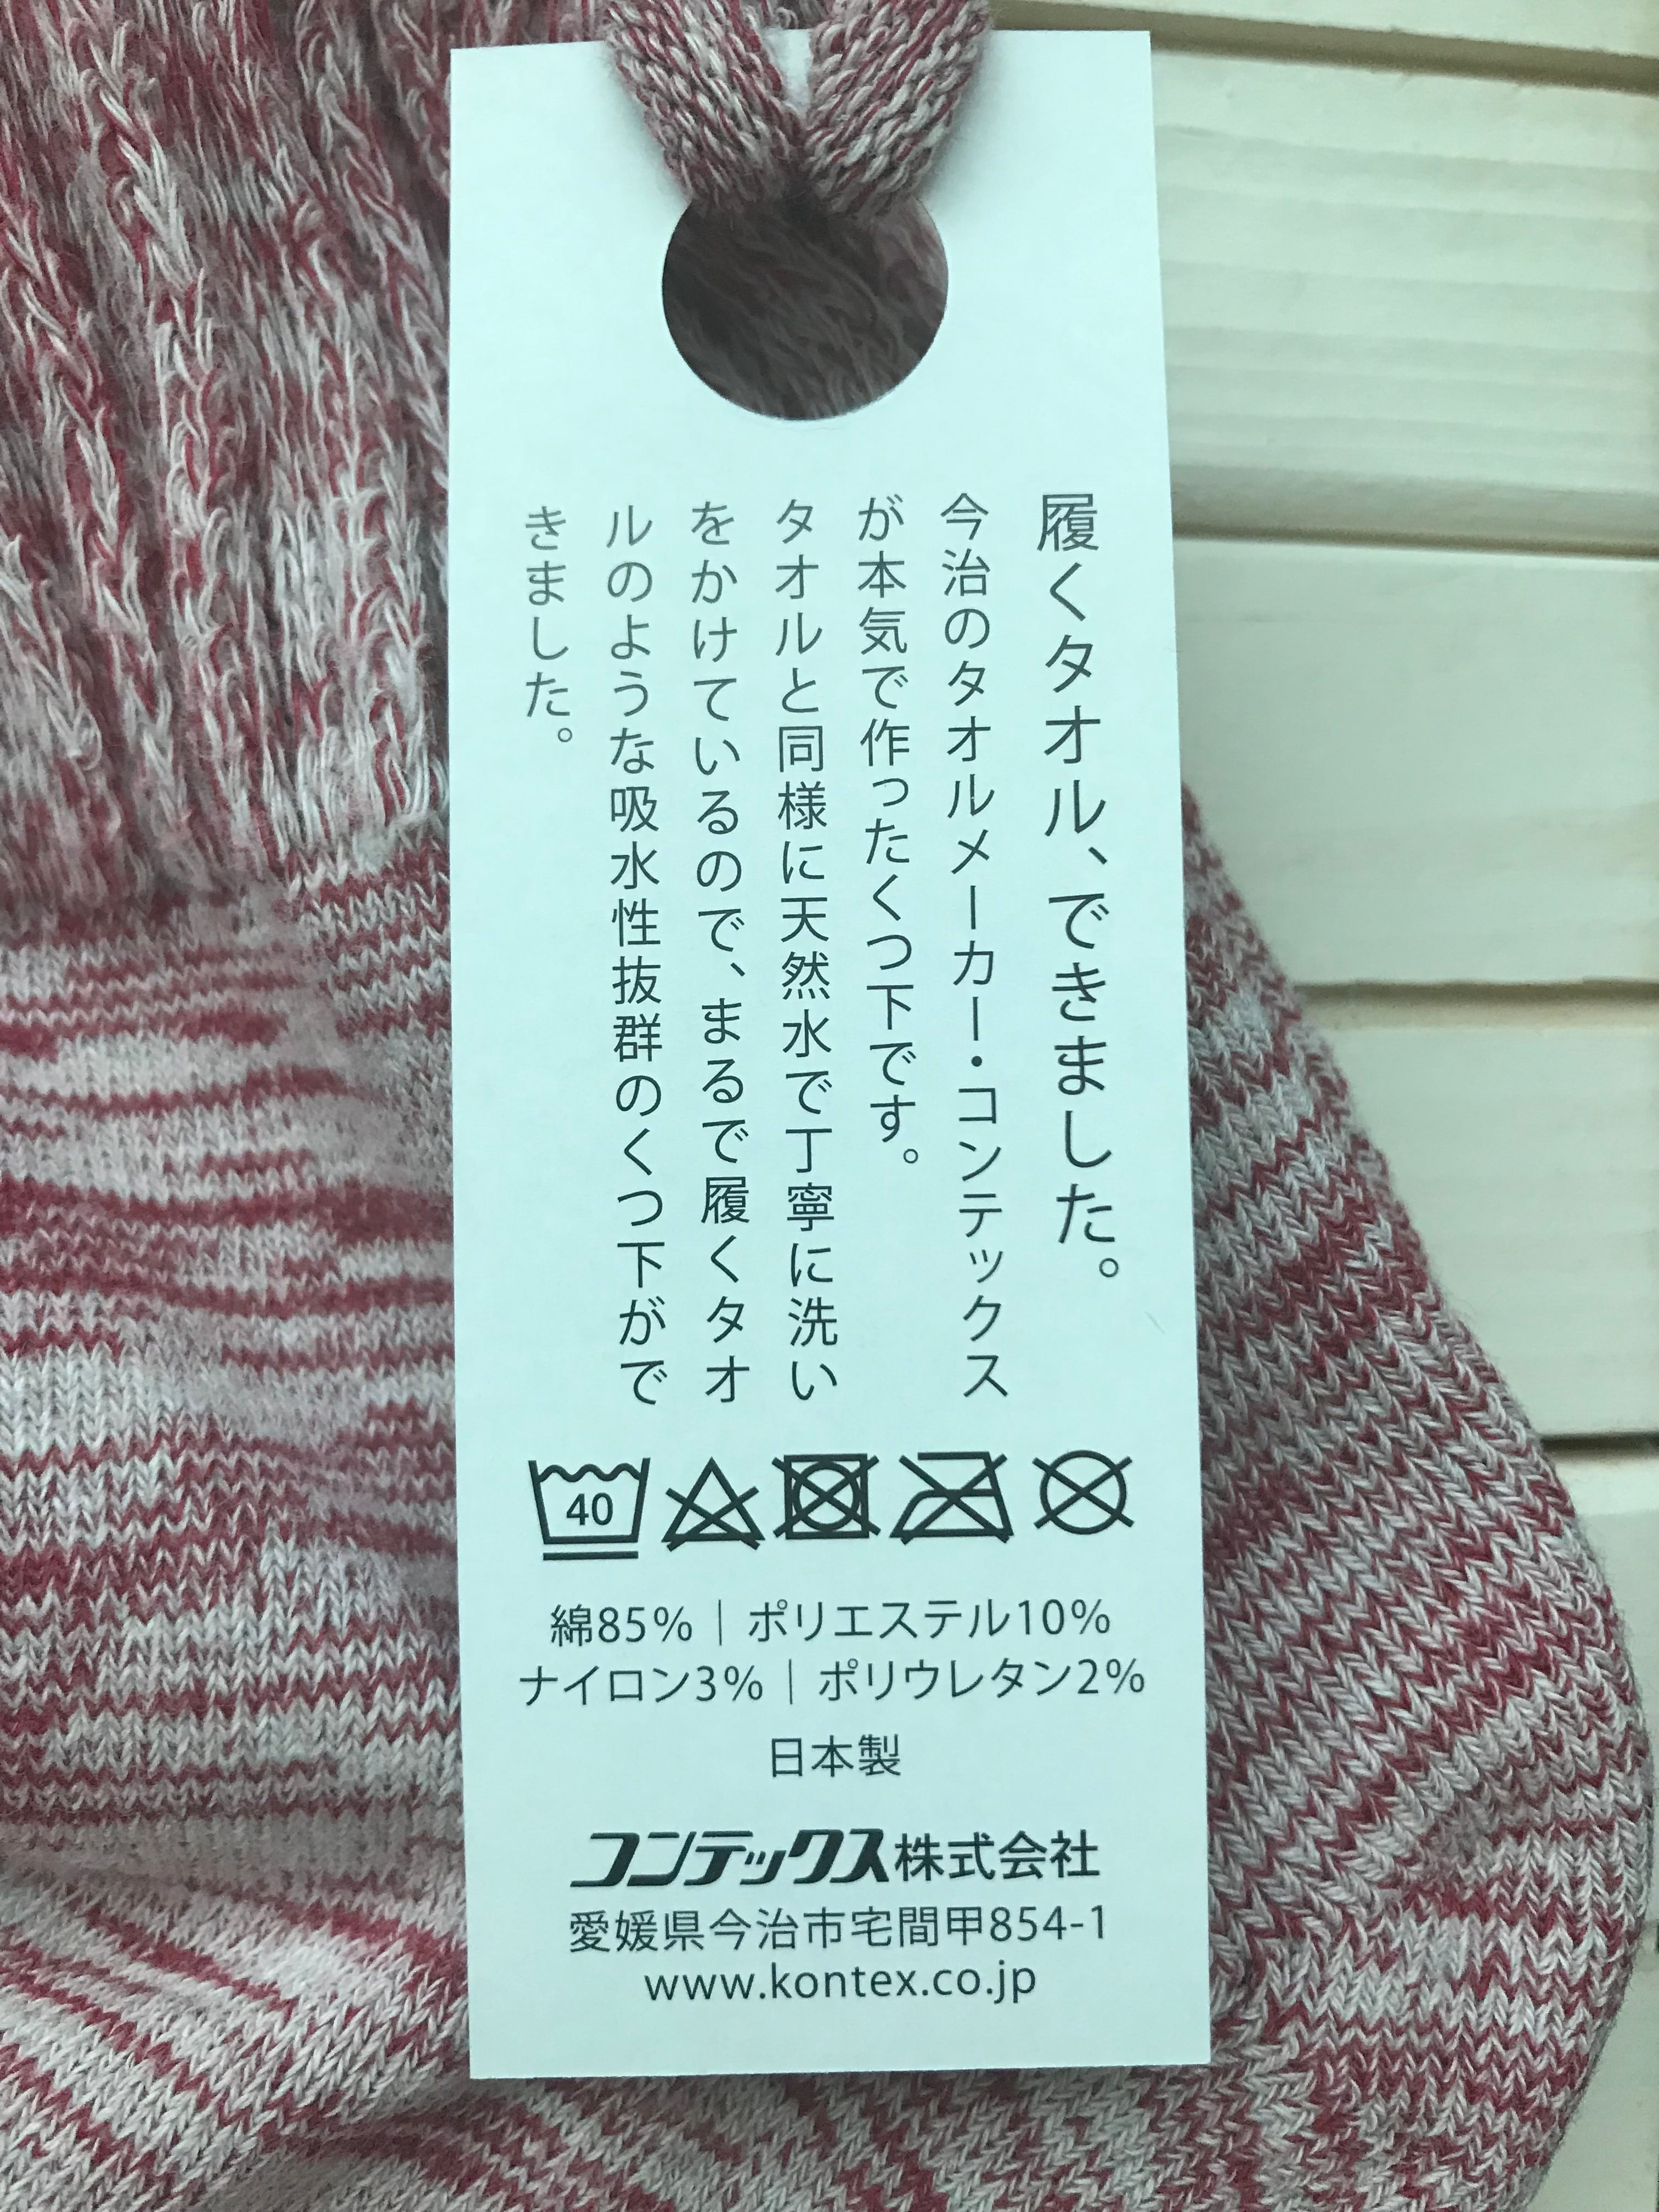 履くタオル、できました。
今治のタオルメーカー・コンテックス
が本気で作ったくつ下です。
タオルと同様に天然水で丁寧に洗い
をかけているので、まるで履くタオ
ルのような吸水性抜群のくつ下がで
きました。
40
綿85%｜ポリエステル10%
ナイロン3%｜ポリウレタン2%
日本製
コンテックス株式会社
愛媛県今治市宅間甲854-1
www.kontex.co.jp